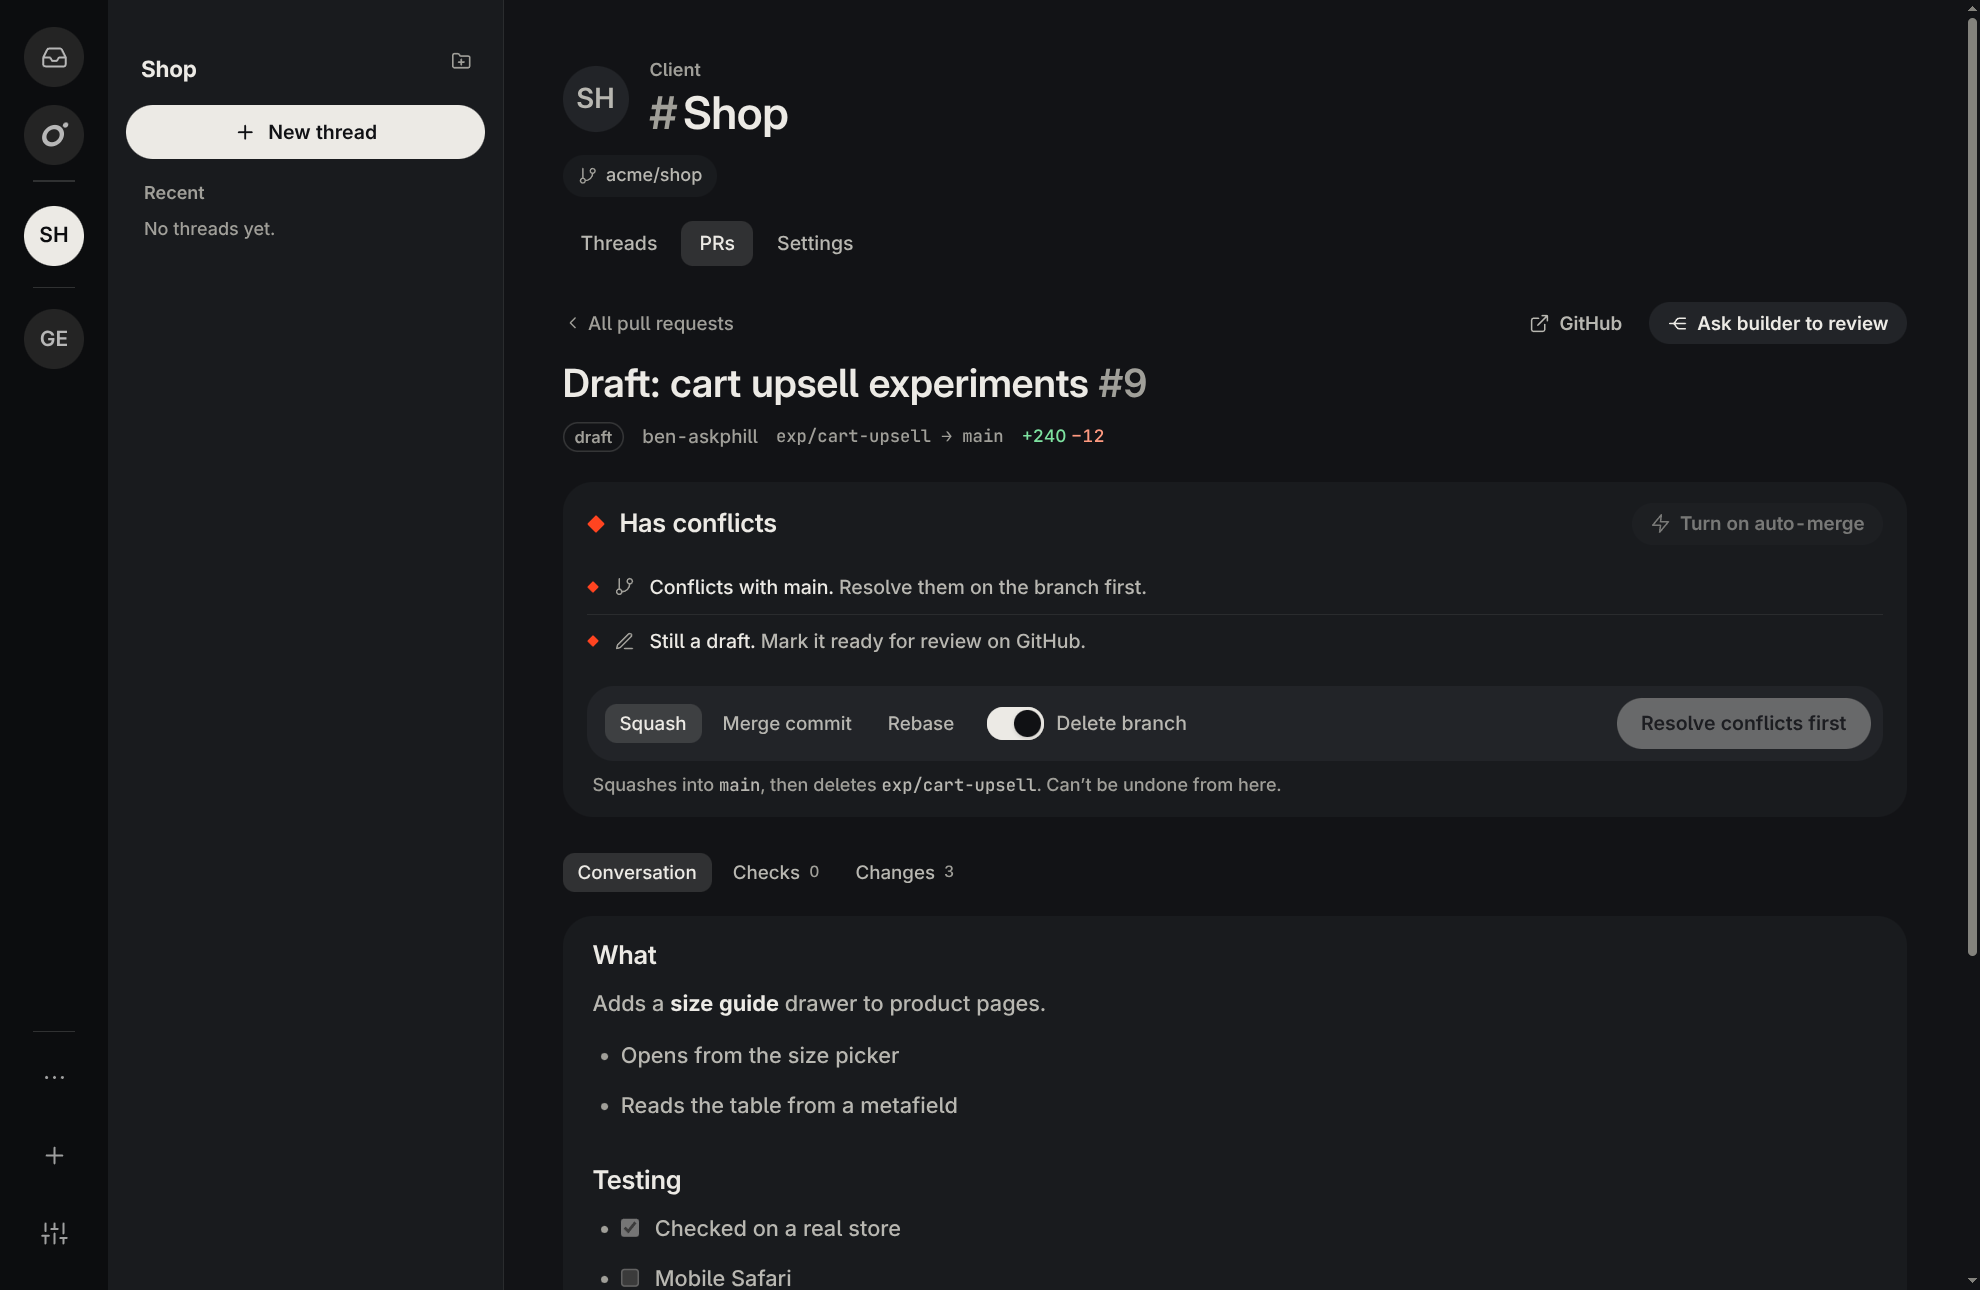 SH
GE
Shop
New thread
Recent
No threads yet.
SH
Client
#Shop
acme/shop
Threads PRs Settings
All pull requests
GitHub
Ask builder to review
Draft: cart upsell experiments #9
draft ben-askphill exp/cart-upsell → main +240 −12
Has conflicts
Turn on auto-merge
Conflicts with main. Resolve them on the branch first.
Still a draft. Mark it ready for review on GitHub.
Squash Merge commit Rebase Delete branch Resolve conflicts first
Squashes into main, then deletes exp/cart-upsell. Can’t be undone from here.
Conversation Checks 0 Changes 3
What
Adds a size guide drawer to product pages.
• Opens from the size picker
• Reads the table from a metafield
Testing
• Checked on a real store
• Mobile Safari